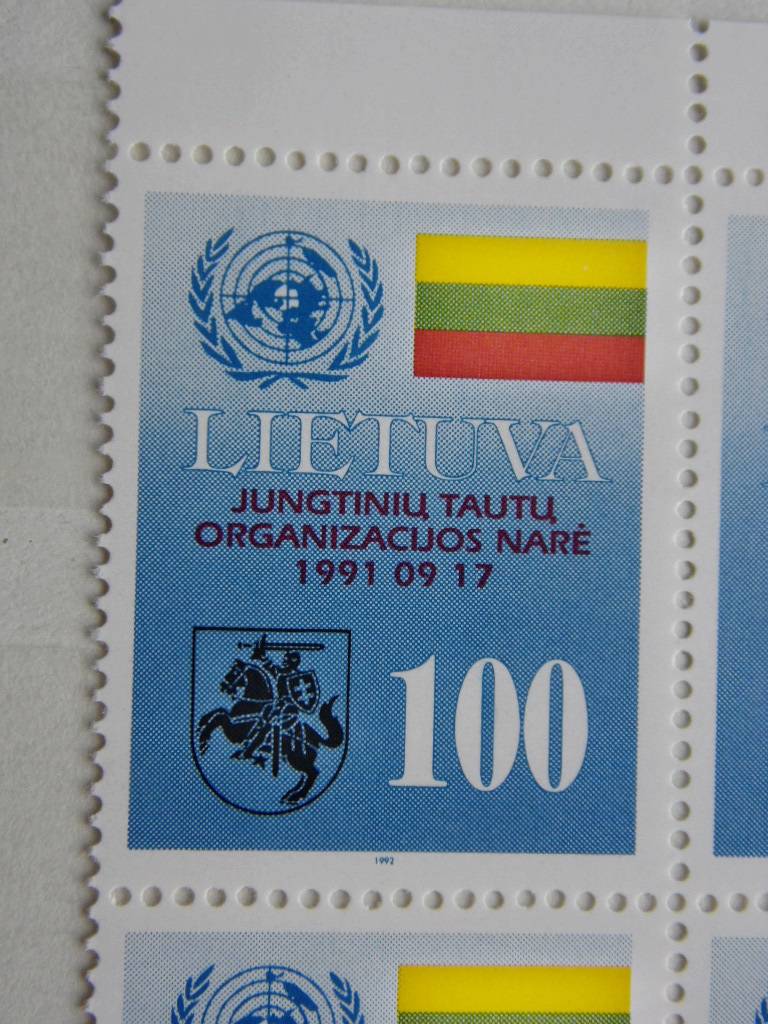 LIETUVA
JUNGTINIŲ TAUTŲ
ORGANIZACIJOS NARĖ
1991 09 17
100
1992